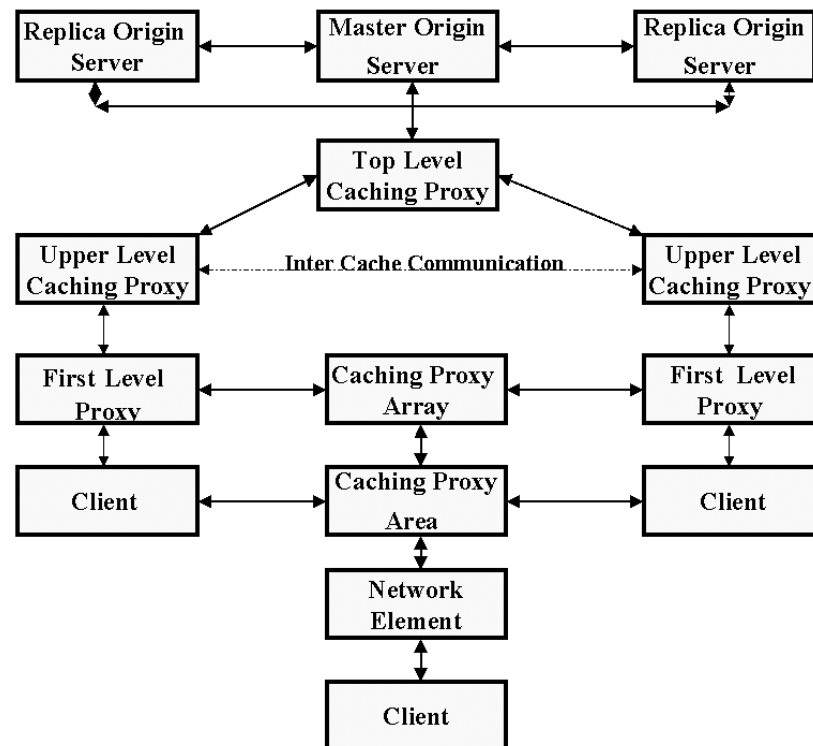 Replica Origin
Server
Master Origin
Server
Replica Origin
Server
Top Level
Caching Proxy
Upper Level
Caching Proxy
Inter Cache Communication
Upper Level
Caching Proxy
First Level
Proxy
Caching Proxy
Array
First Level
Proxy
Client
Caching Proxy
Area
Client
Network
Element
Client